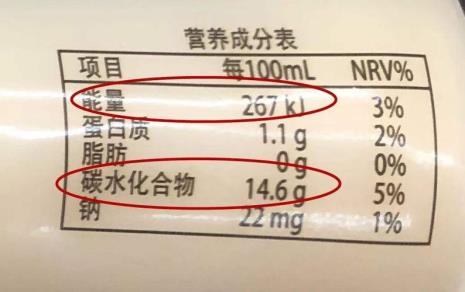 营养成分表
项目 每100mL NRV%
能量 267 kJ 3%
蛋白质 1.1 g 2%
脂肪 0 g 0%
碳水化合物 14.6 g 5%
钠 22 mg 1%